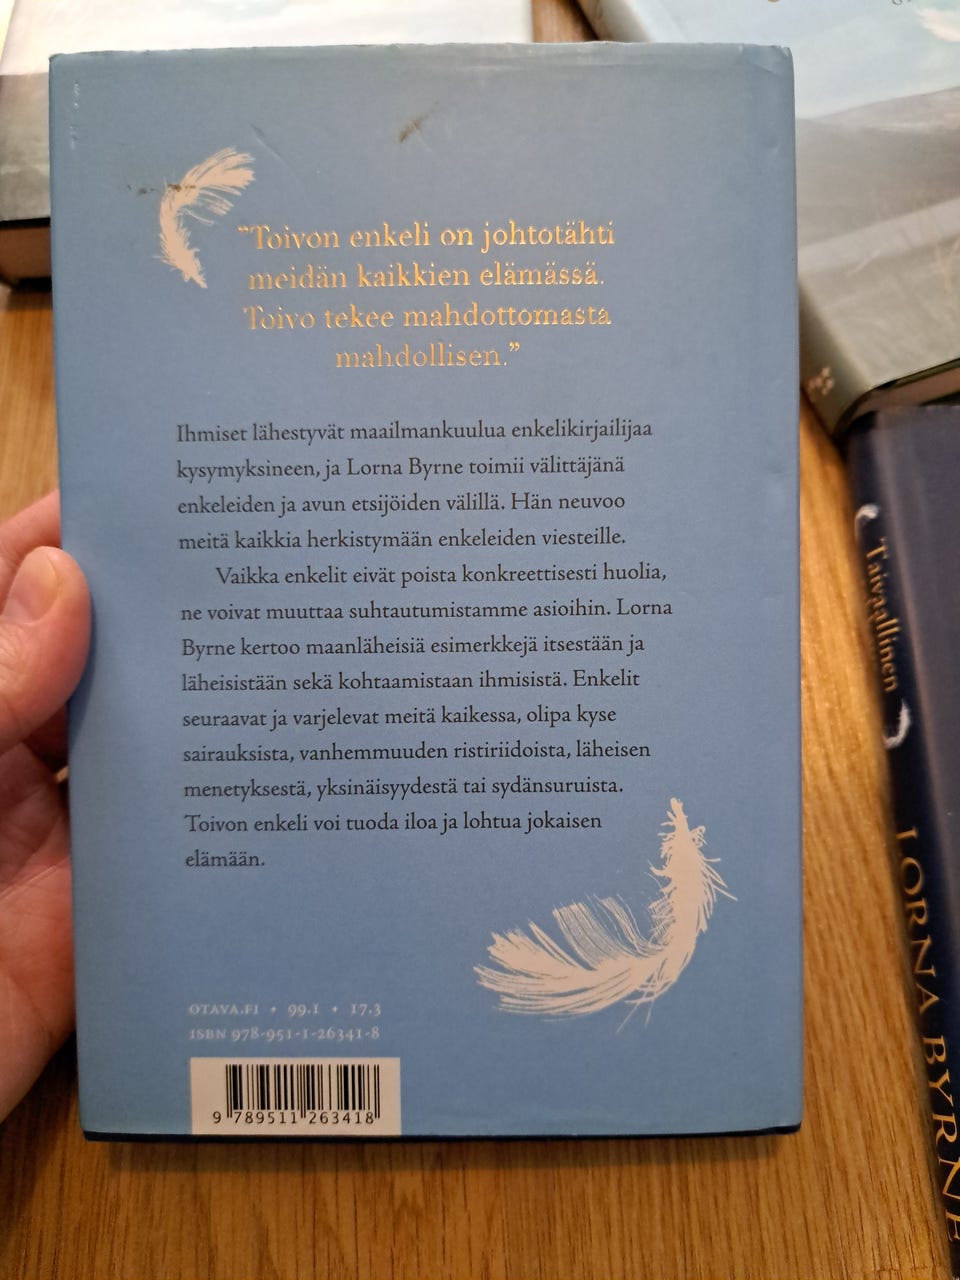 ”Toivon enkeli on johtotähti
meidän kaikkien elämässä.
Toivo tekee mahdottomasta
mahdollisen.”
Ihmiset lähestyvät maailmankuulua enkelikirjailijaa
kysymyksineen, ja Lorna Byrne toimii välittäjänä
enkeleiden ja avun etsijöiden välillä. Hän neuvoo
meitä kaikkia herkistymään enkeleiden viesteille.
Vaikka enkelit eivät poista konkreettisesti huolia,
ne voivat muuttaa suhtautumistamme asioihin. Lorna
Byrne kertoo maanläheisiä esimerkkejä itsestään ja
läheisistään sekä kohtaamistaan ihmisistä. Enkelit
seuraavat ja varjelevat meitä kaikessa, olipa kyse
sairauksista, vanhemmuuden ristiriidoista, läheisen
menetyksestä, yksinäisyydestä tai sydänsuruista.
Toivon enkeli voi tuoda iloa ja lohtua jokaisen
elämään.
OTAVA.FI • 99.1 • 17.3
ISBN 978-951-1-26341-8
9 789511 263418
Taivaallinen
LORNA BYRNE